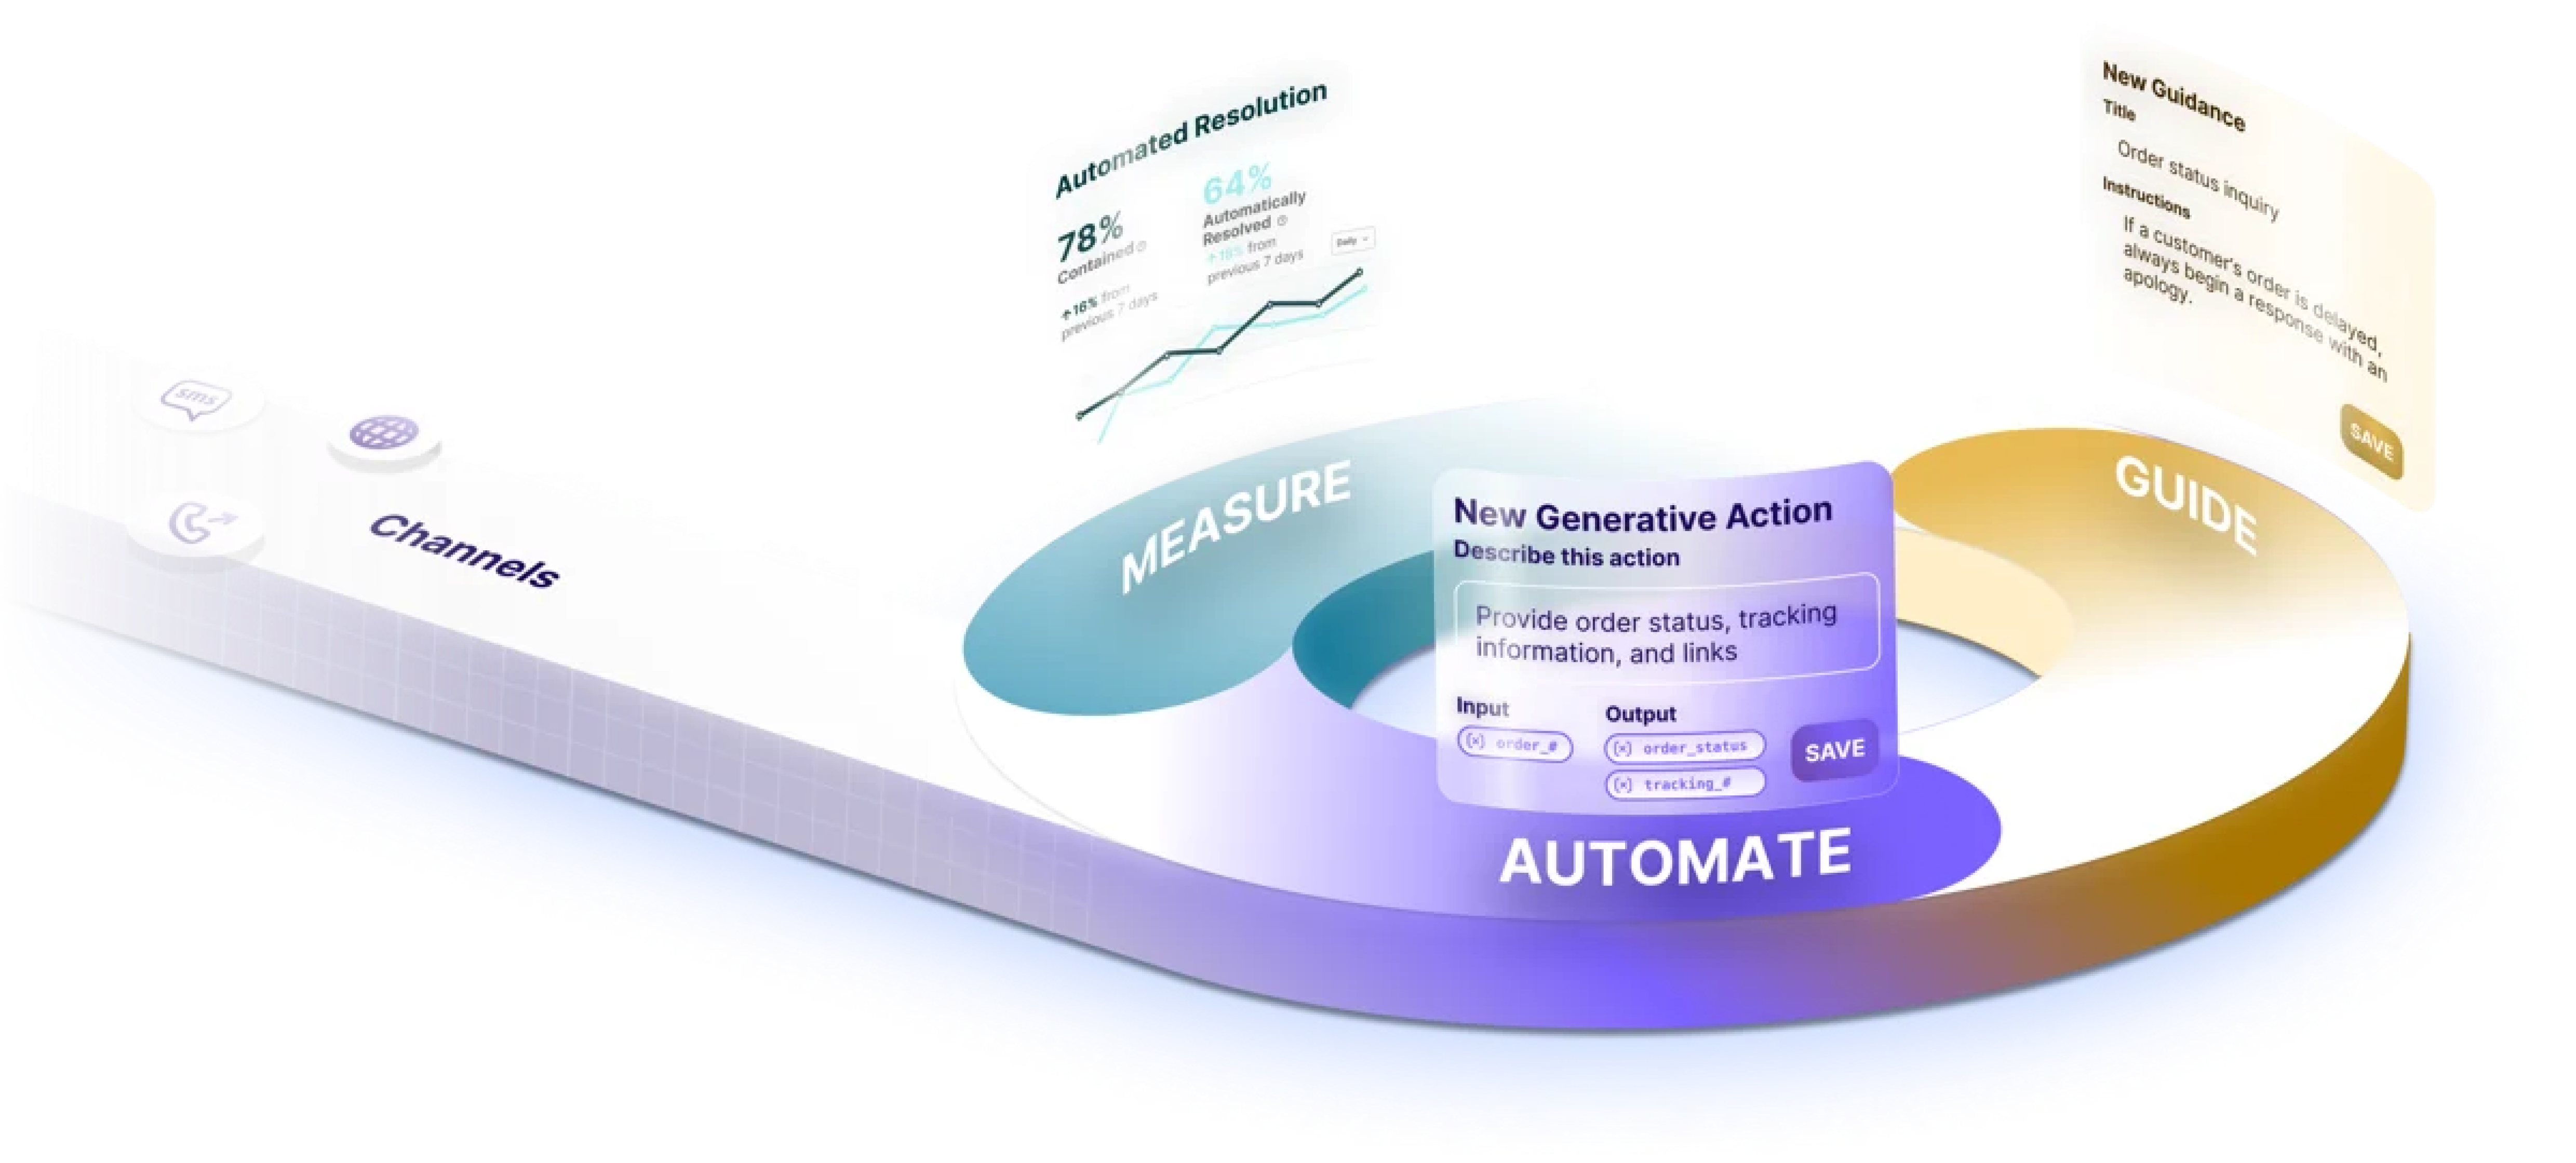 Automated Resolution
78%
Contained
↑16% from
previous 7 days
64%
Automatically
Resolved
↑18% from
previous 7 days
Daily
New Guidance
Title
Order status inquiry
Instructions
If a customer's order is delayed,
always begin a response with an
apology.
SAVE
sms
Channels
MEASURE
GUIDE
New Generative Action
Describe this action
Provide order status, tracking
information, and links
Input
(×) order_#
Output
(×) order_status
(×) tracking_#
SAVE
AUTOMATE